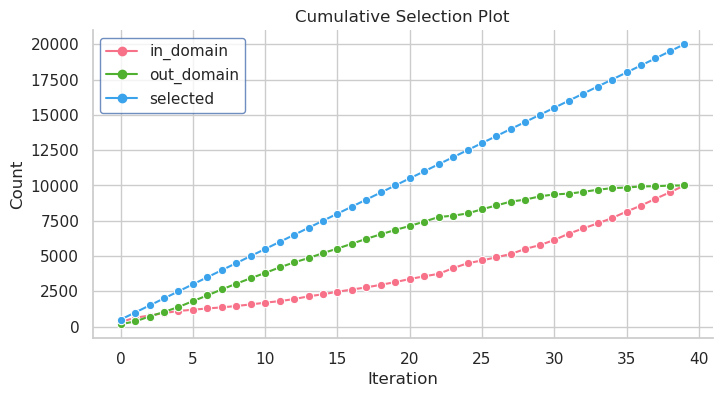 Cumulative Selection Plot
in_domain
out_domain
selected
Count
20000
17500
15000
12500
10000
7500
5000
2500
0
0 5 10 15 20 25 30 35 40
Iteration